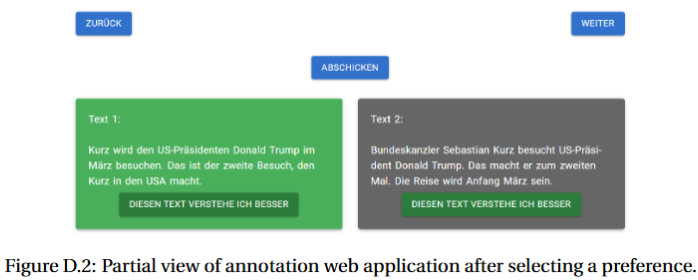 ZURÜCK
WEITER
ABSCHICKEN
Text 1:
Kurz wird den US-Präsidenten Donald Trump im
März besuchen. Das ist der zweite Besuch, den
Kurz in den USA macht.
DIESEN TEXT VERSTEHE ICH BESSER
Text 2:
Bundeskanzler Sebastian Kurz besucht US-Präsi-
dent Donald Trump. Das macht er zum zweiten
Mal. Die Reise wird Anfang März sein.
DIESEN TEXT VERSTEHE ICH BESSER
Figure D.2: Partial view of annotation web application after selecting a preference.